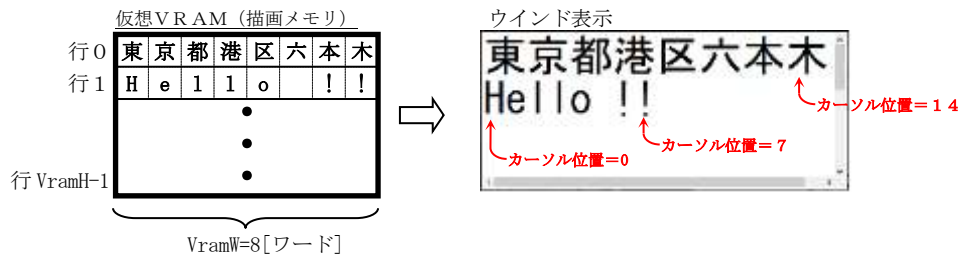 仮想VRAM（描画メモリ）
行0 東京都港区六本木
行1 Hello !!
行 VramH-1
VramW=8[ワード]
ウインド表示
東京都港区六本木
Hello !!
カーソル位置=14
カーソル位置=7
カーソル位置=0